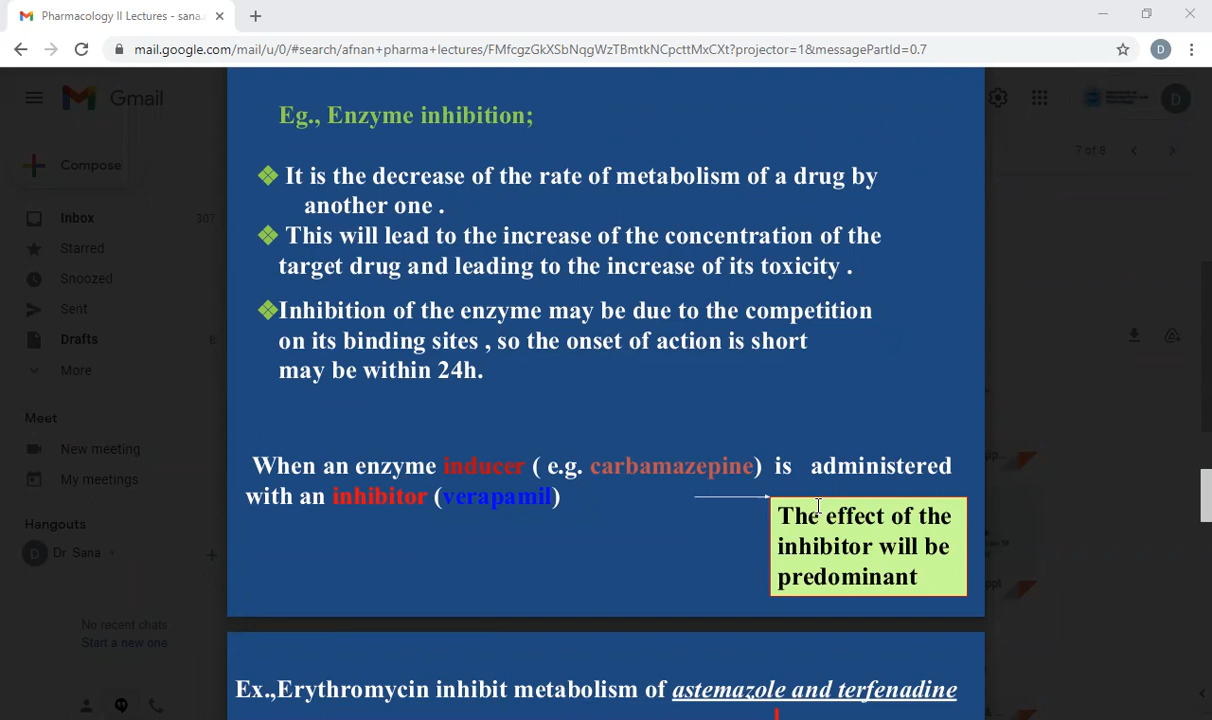 Pharmacology II Lectures - sana
mail.google.com/mail/u/0/#search/afnan+pharma+lectures/FMfcgzGkXSbNqgWzTBmtkNCpcttMxCXt?projector=1&messagePartId=0.7
D
Gmail
D
Compose
7 of 8
Inbox 307
Starred
Snoozed
Sent
Drafts 8
More
Meet
New meeting
My meetings
Hangouts
D Dr Sana
No recent chats
Start a new one
Eg., Enzyme inhibition;
❖ It is the decrease of the rate of metabolism of a drug by
another one .
❖ This will lead to the increase of the concentration of the
target drug and leading to the increase of its toxicity .
❖Inhibition of the enzyme may be due to the competition
on its binding sites , so the onset of action is short
may be within 24h.
When an enzyme inducer ( e.g. carbamazepine) is administered
with an inhibitor (verapamil)
The effect of the
inhibitor will be
predominant
Ex.,Erythromycin inhibit metabolism of astemazole and terfenadine